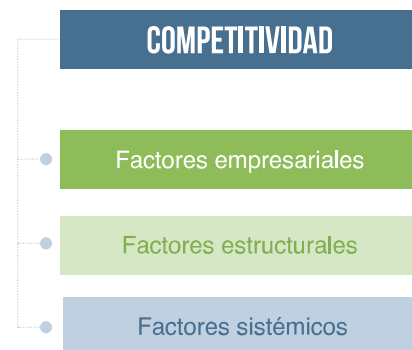 COMPETITIVIDAD
Factores empresariales
Factores estructurales
Factores sistémicos